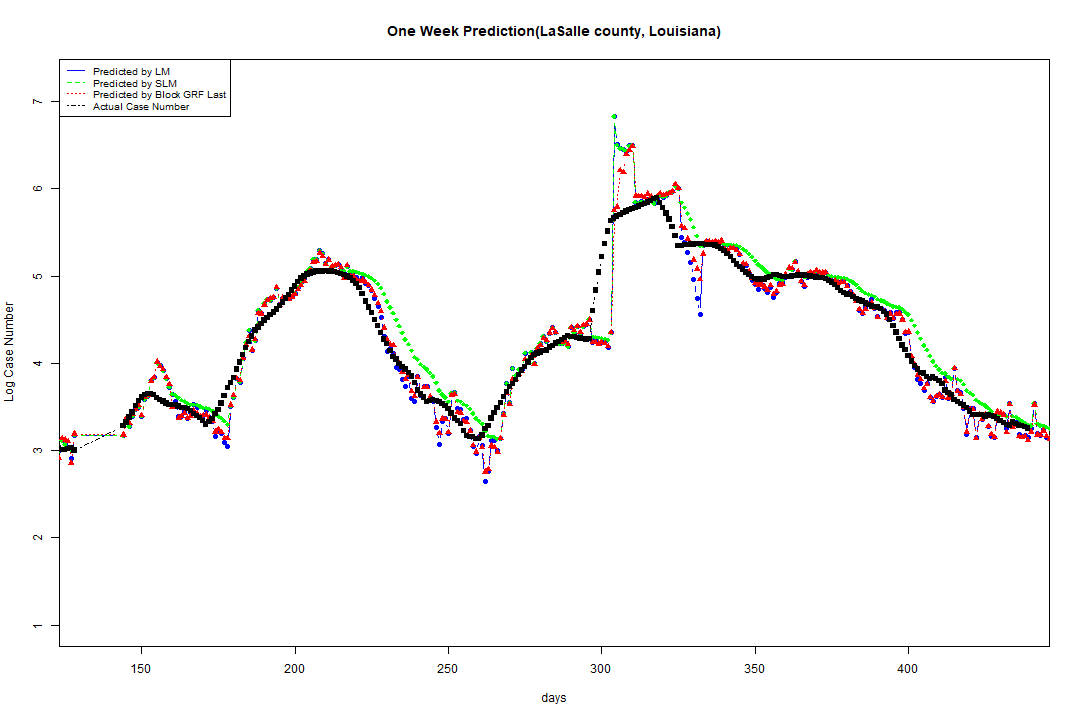 One Week Prediction(LaSalle county, Louisiana)
Predicted by LM
Predicted by SLM
Predicted by Block GRF Last
Actual Case Number
7
6
5
4
3
2
1
Log Case Number
150 200 250 300 350 400
days